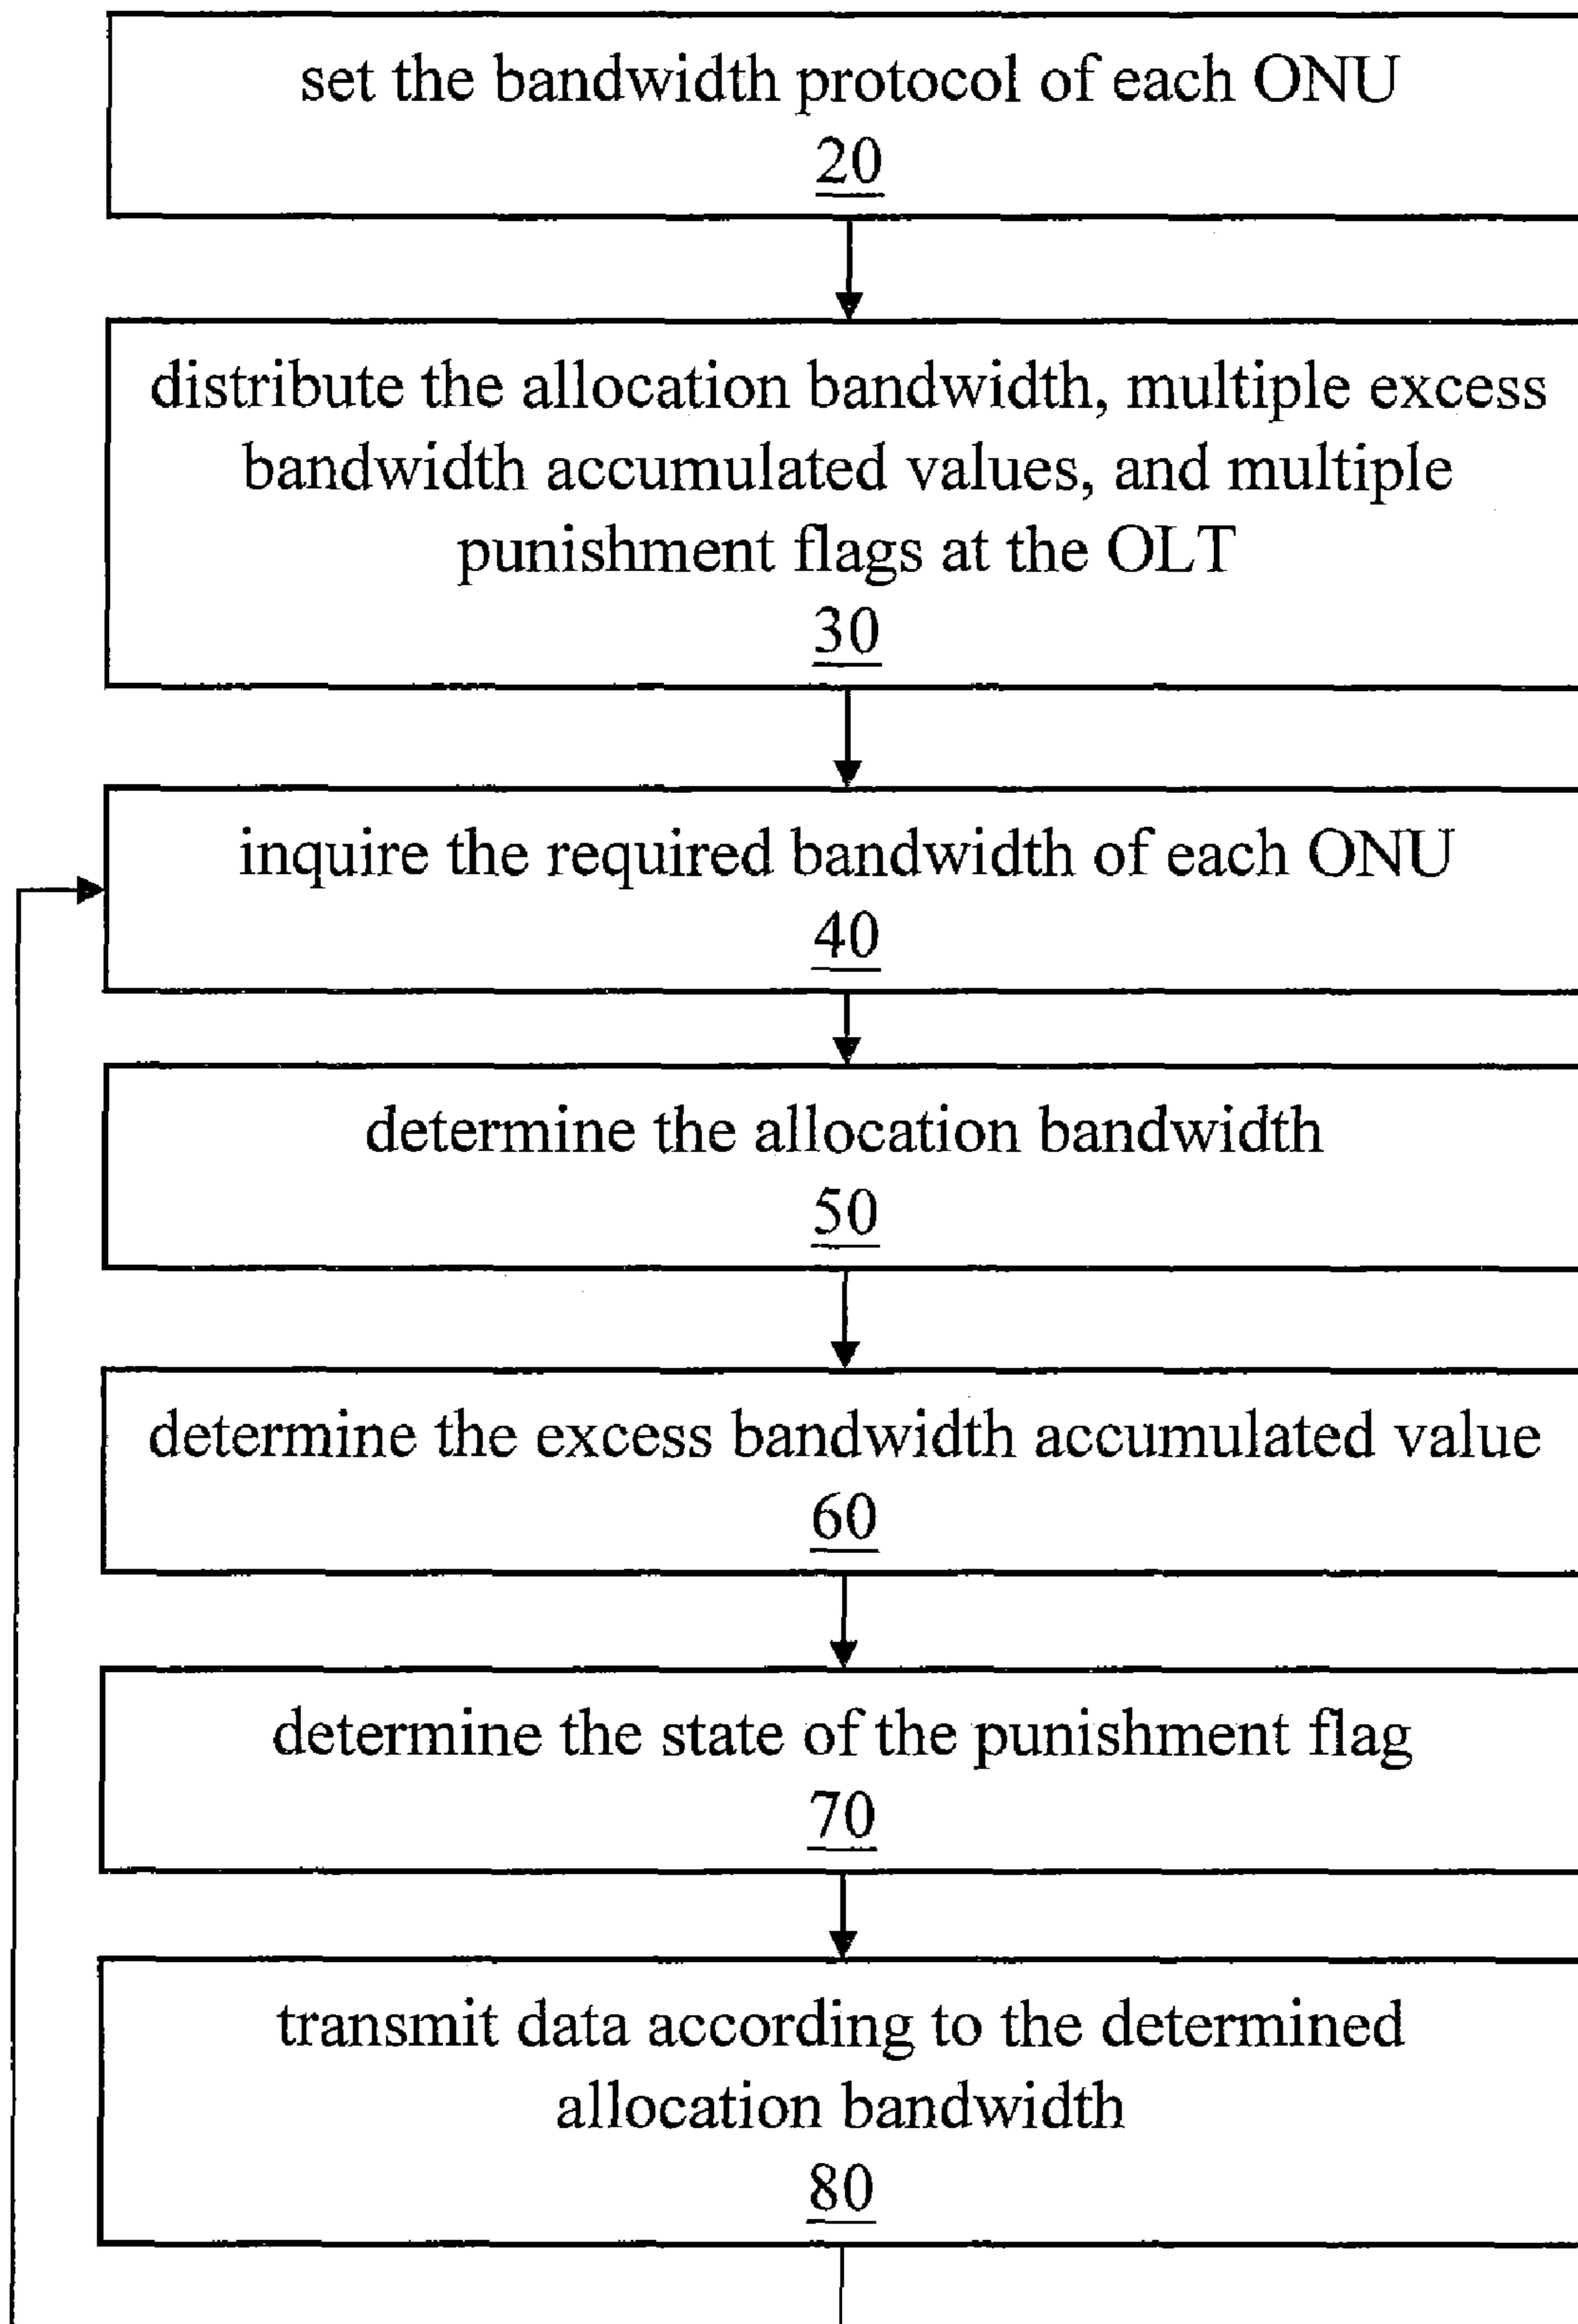 set the bandwidth protocol of each ONU
20
distribute the allocation bandwidth, multiple excess
bandwidth accumulated values, and multiple
punishment flags at the OLT
30
inquire the required bandwidth of each ONU
40
determine the allocation bandwidth
50
determine the excess bandwidth accumulated value
60
determine the state of the punishment flag
70
transmit data according to the determined
allocation bandwidth
80